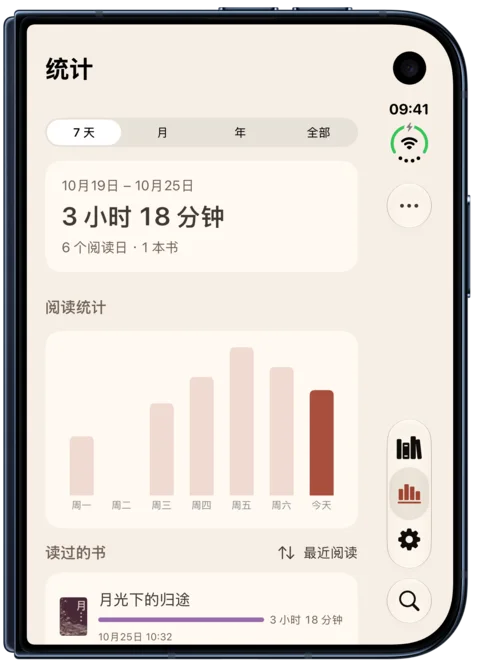 统计
09:41
7 天 月 年 全部
10月19日 – 10月25日
3 小时 18 分钟
6 个阅读日 · 1 本书
阅读统计
周一 周二 周三 周四 周五 周六 今天
读过的书 最近阅读
月光下的归途
3 小时 18 分钟
10月25日 10:32